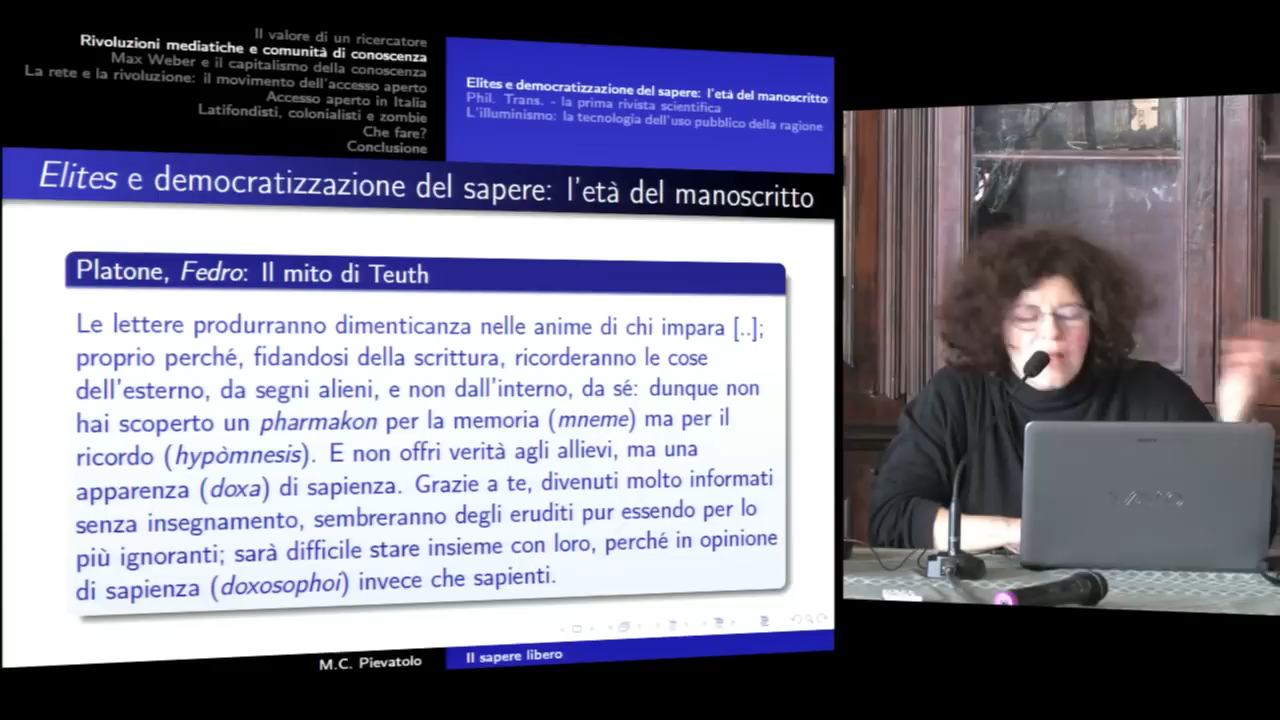 Il valore di un ricercatore
Rivoluzioni mediatiche e comunità di conoscenza
Max Weber e il capitalismo della conoscenza
La rete e la rivoluzione: il movimento dell'accesso aperto
Accesso aperto in Italia
Latifondisti, colonialisti e zombie
Che fare?
Conclusione
Elites e democratizzazione del sapere: l'età del manoscritto
Phil. Trans. - la prima rivista scientifica
L'illuminismo: la tecnologia dell'uso pubblico della ragione
Elites e democratizzazione del sapere: l'età del manoscritto
Platone, Fedro: Il mito di Teuth
Le lettere produrranno dimenticanza nelle anime di chi impara [..];
proprio perché, fidandosi della scrittura, ricorderanno le cose
dell'esterno, da segni alieni, e non dall'interno, da sé: dunque non
hai scoperto un pharmakon per la memoria (mneme) ma per il
ricordo (hypòmnesis). E non offri verità agli allievi, ma una
apparenza (doxa) di sapienza. Grazie a te, divenuti molto informati
senza insegnamento, sembreranno degli eruditi pur essendo per lo
più ignoranti; sarà difficile stare insieme con loro, perché in opinione
di sapienza (doxosophoi) invece che sapienti.
M.C. Pievatolo
Il sapere libero
VAIO